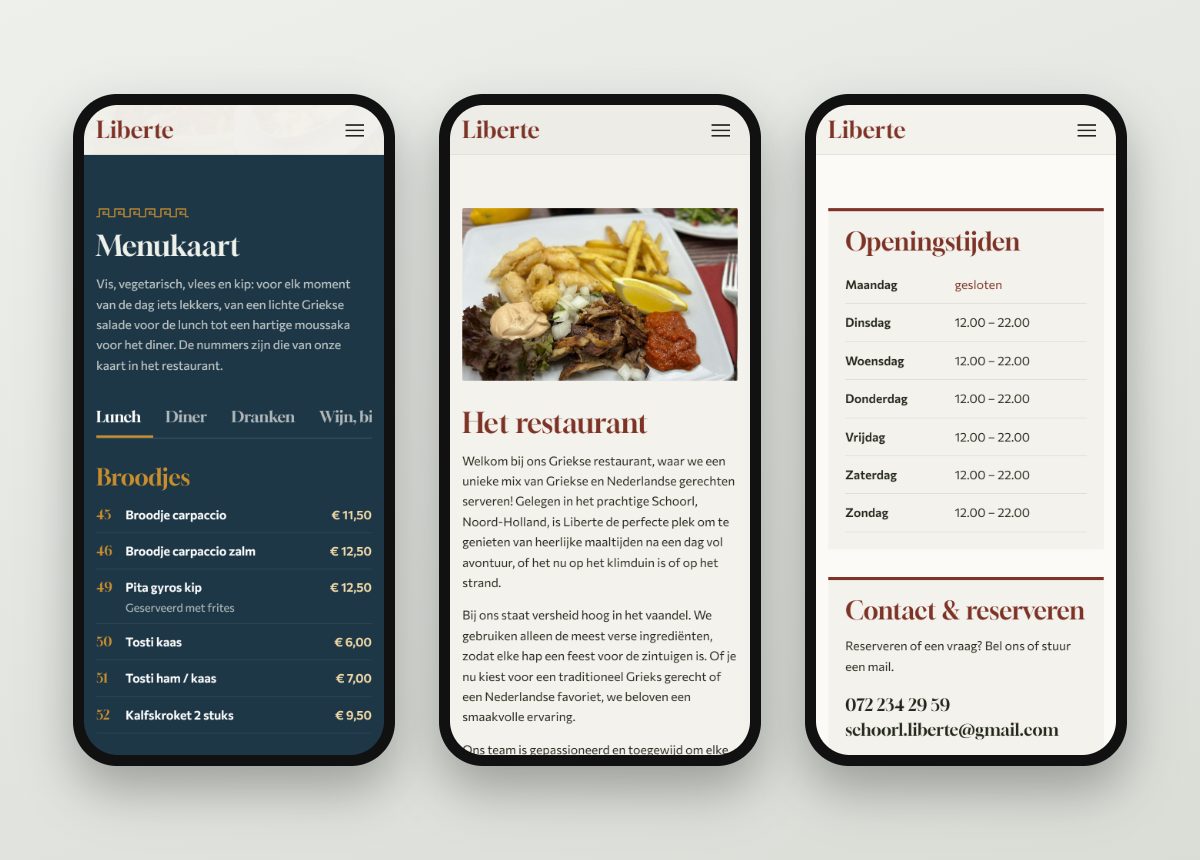 Liberte
Menukaart
Vis, vegetarisch, vlees en kip: voor elk moment
van de dag iets lekkers, van een lichte Griekse
salade voor de lunch tot een hartige moussaka
voor het diner. De nummers zijn die van onze
kaart in het restaurant.
Lunch Diner Dranken Wijn, bi
Broodjes
45 Broodje carpaccio € 11,50
46 Broodje carpaccio zalm € 12,50
49 Pita gyros kip € 12,50
Geserveerd met frites
50 Tosti kaas € 6,00
51 Tosti ham / kaas € 7,00
52 Kalfskroket 2 stuks € 9,50
Liberte
Het restaurant
Welkom bij ons Griekse restaurant, waar we een
unieke mix van Griekse en Nederlandse gerechten
serveren! Gelegen in het prachtige Schoorl,
Noord-Holland, is Liberte de perfecte plek om te
genieten van heerlijke maaltijden na een dag vol
avontuur, of het nu op het klimduin is of op het
strand.
Bij ons staat versheid hoog in het vaandel. We
gebruiken alleen de meest verse ingrediënten,
zodat elke hap een feest voor de zintuigen is. Of je
nu kiest voor een traditioneel Grieks gerecht of
een Nederlandse favoriet, we beloven een
smaakvolle ervaring.
Ons team is gepassioneerd en toegewijd om elke
Liberte
Openingstijden
Maandag gesloten
Dinsdag 12.00 – 22.00
Woensdag 12.00 – 22.00
Donderdag 12.00 – 22.00
Vrijdag 12.00 – 22.00
Zaterdag 12.00 – 22.00
Zondag 12.00 – 22.00
Contact & reserveren
Reserveren of een vraag? Bel ons of stuur
een mail.
072 234 29 59
schoorl.liberte@gmail.com